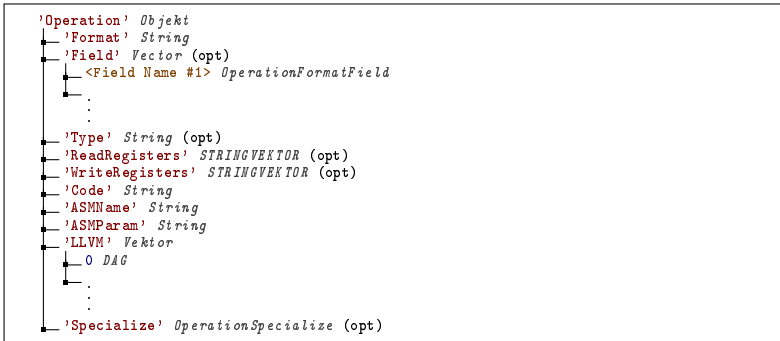 'Operation' Objekt
'Format' String
'Field' Vector (opt)
<Field Name #1> OperationFormatField
.
.
.
'Type' String (opt)
'ReadRegisters' STRINGVEKTOR (opt)
'WriteRegisters' STRINGVEKTOR (opt)
'Code' String
'ASMName' String
'ASMParam' String
'LLVM' Vektor
0 DAG
.
.
.
'Specialize' OperationSpecialize (opt)